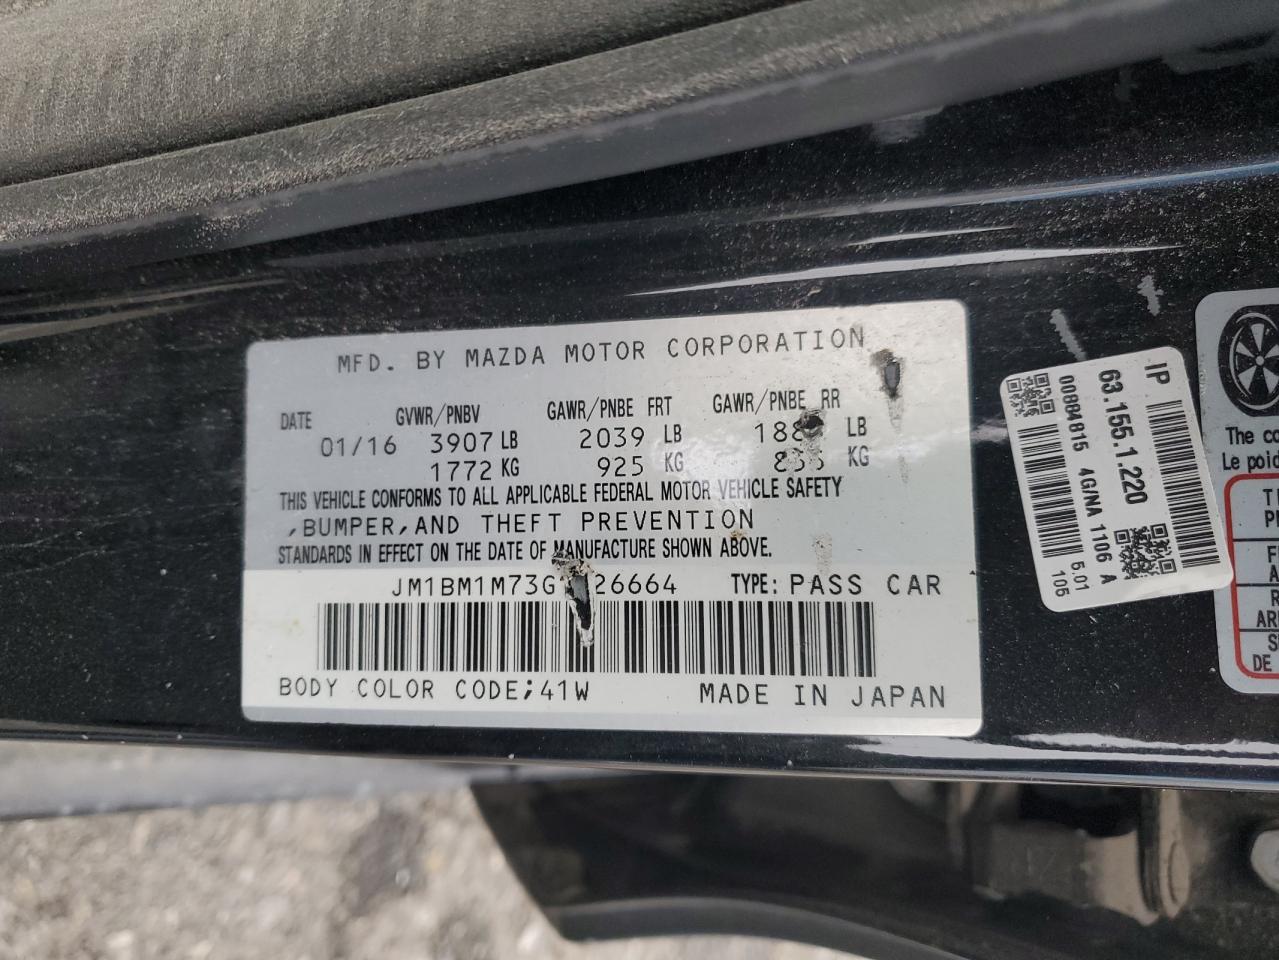 MFD. BY MAZDA MOTOR CORPORATION
DATE GVWR/PNBV GAWR/PNBE FRT GAWR/PNBE RR
01/16 3907 LB 2039 LB LB
1772 KG 925 KG KG
THIS VEHICLE CONFORMS TO ALL APPLICABLE FEDERAL MOTOR VEHICLE SAFETY
,BUMPER,AND THEFT PREVENTION
STANDARDS IN EFFECT ON THE DATE OF MANUFACTURE SHOWN ABOVE.
TYPE: PASS CAR
BODY COLOR CODE;41W MADE IN JAPAN
IP
63.155.1.220
00884815 4G/NA 1106 A
5.01
105
The co
Le poid